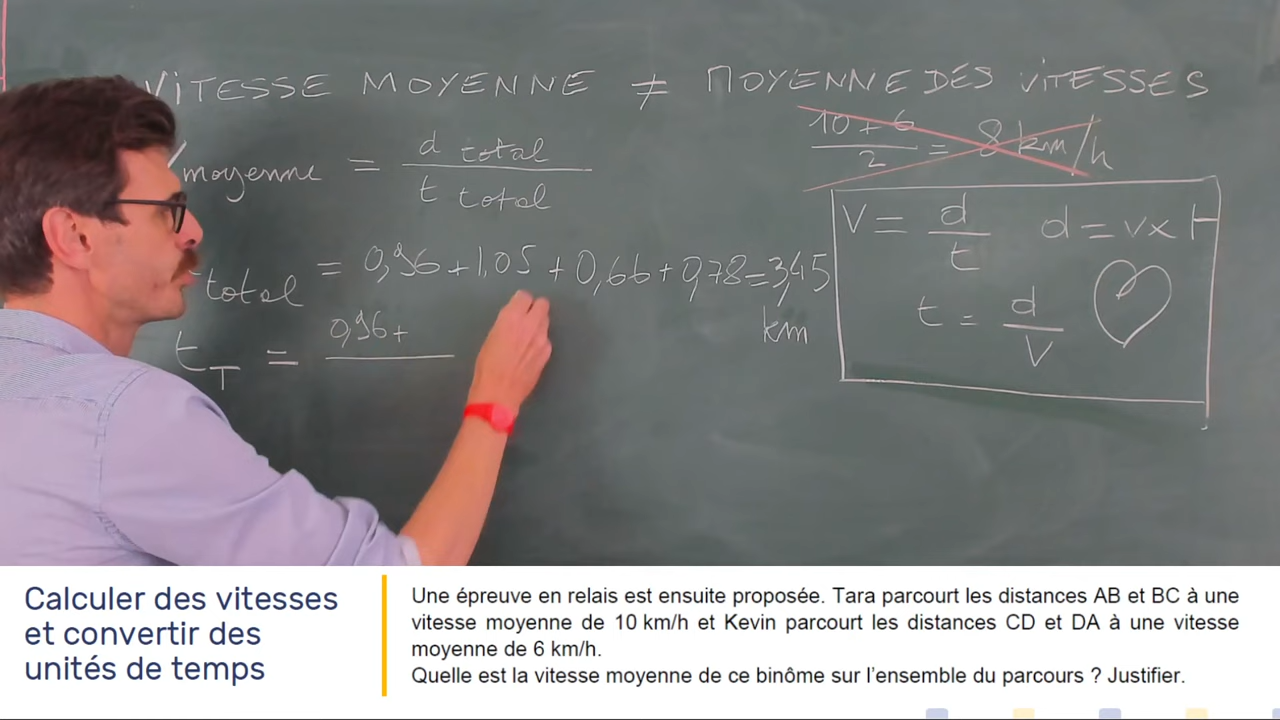 VITESSE MOYENNE ≠ MOYENNE DES VITESSES
V moyenne = d total / t total
10 + 6 / 2 = 8 km/h
total = 0,96 + 1,05 + 0,66 + 0,78 = 3,45 km
t T = 0,96 +
V = d / t d = v x t
t = d / V
Calculer des vitesses
et convertir des
unités de temps
Une épreuve en relais est ensuite proposée. Tara parcourt les distances AB et BC à une
vitesse moyenne de 10 km/h et Kevin parcourt les distances CD et DA à une vitesse
moyenne de 6 km/h.
Quelle est la vitesse moyenne de ce binôme sur l'ensemble du parcours ? Justifier.